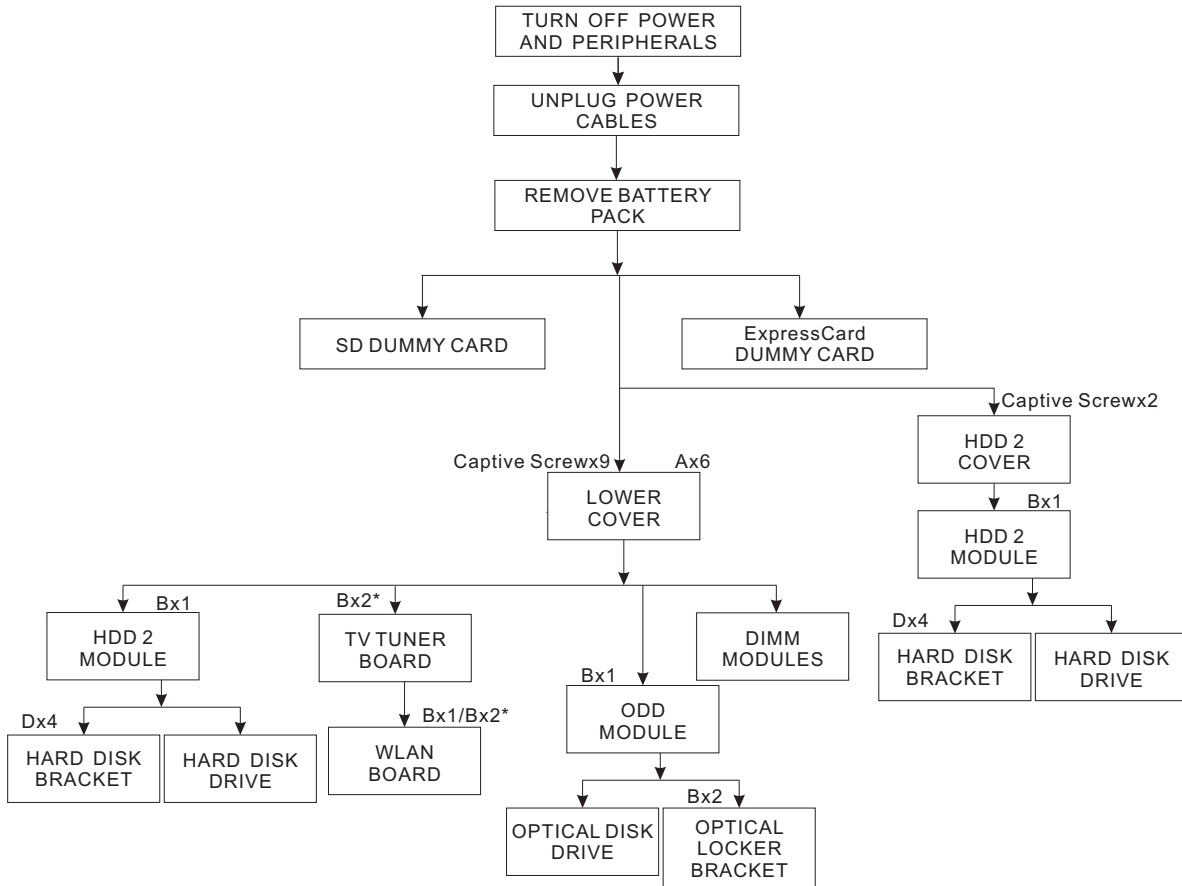 TURN OFF POWER
AND PERIPHERALS
UNPLUG POWER
CABLES
REMOVE BATTERY
PACK
SD DUMMY CARD
ExpressCard
DUMMY CARD
Captive Screwx2
HDD 2
COVER
Captive Screwx9
Ax6
LOWER
COVER
Bx1
HDD 2
MODULE
Bx1
HDD 2
MODULE
Bx2*
TV TUNER
BOARD
DIMM
MODULES
Dx4
HARD DISK
BRACKET
HARD DISK
DRIVE
Bx1
ODD
MODULE
Dx4
HARD DISK
BRACKET
HARD DISK
DRIVE
Bx1/Bx2*
WLAN
BOARD
OPTICAL DISK
DRIVE
Bx2
OPTICAL
LOCKER
BRACKET